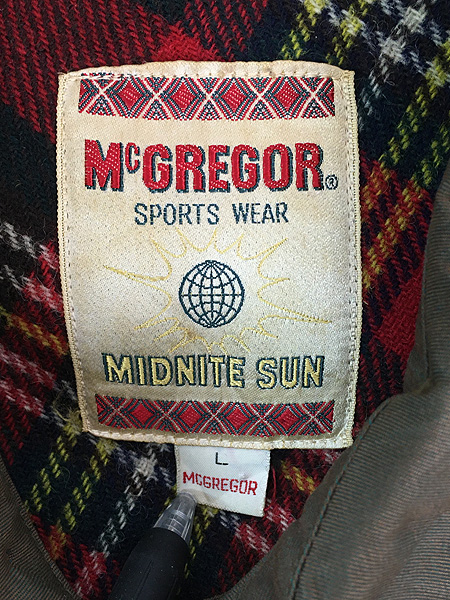 McGREGOR®
SPORTS WEAR
MIDNITE SUN
L
McGREGOR